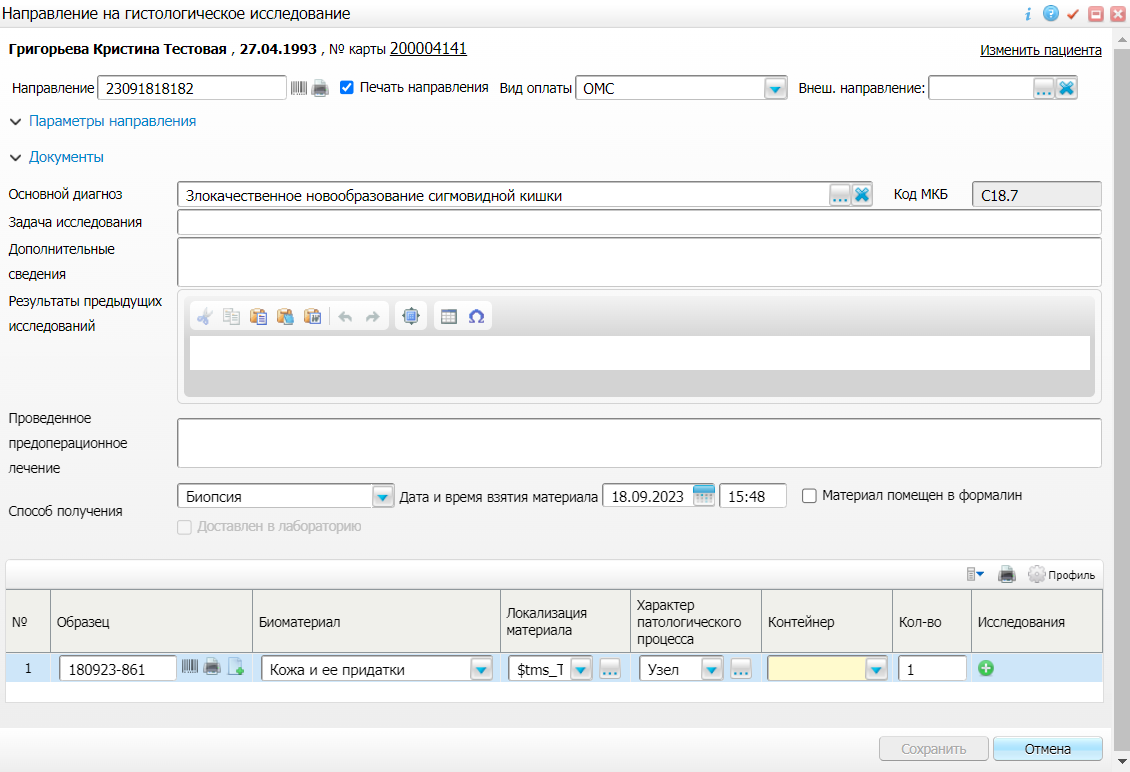 Направление на гистологическое исследование
Григорьева Кристина Тестовая , 27.04.1993 , № карты 200004141
Изменить пациента
Направление 23091818182 Печать направления Вид оплаты ОМС Внеш. направление: ...
Параметры направления
Документы
Основной диагноз Злокачественное новообразование сигмовидной кишки ... Код МКБ C18.7
Задача исследования
Дополнительные
сведения
Результаты предыдущих
исследований
Проведенное
предоперационное
лечение
Способ получения Биопсия Дата и время взятия материала 18.09.2023 15:48 Материал помещен в формалин
Доставлен в лабораторию
Профиль
№ Образец Биоматериал Локализация материала Характер патологического процесса Контейнер Кол-во Исследования
1 180923-861 Кожа и ее придатки $tms_T ... Узел ... 1
Сохранить Отмена